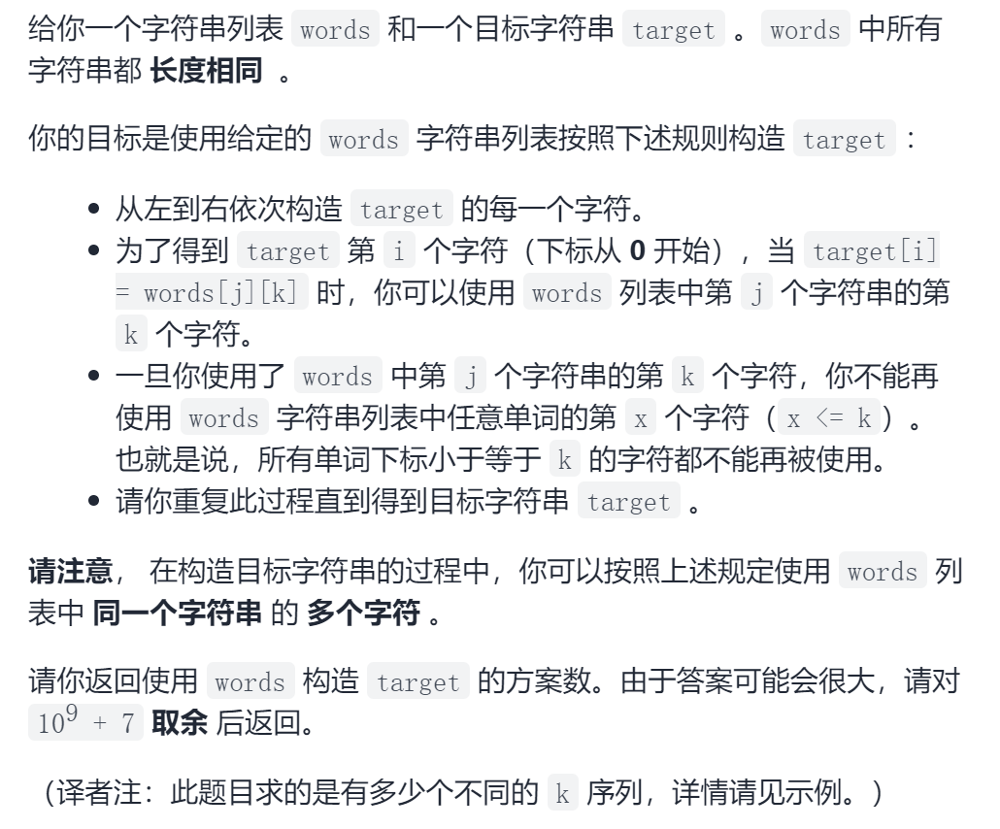 给你一个字符串列表 words 和一个目标字符串 target 。 words 中所有
字符串都 长度相同 。
你的目标是使用给定的 words 字符串列表按照下述规则构造 target ：
• 从左到右依次构造 target 的每一个字符。
• 为了得到 target 第 i 个字符（下标从 0 开始），当 target[i]
= words[j][k] 时，你可以使用 words 列表中第 j 个字符串的第
k 个字符。
• 一旦你使用了 words 中第 j 个字符串的第 k 个字符，你不能再
使用 words 字符串列表中任意单词的第 x 个字符（x <= k）。
也就是说，所有单词下标小于等于 k 的字符都不能再被使用。
• 请你重复此过程直到得到目标字符串 target 。
请注意， 在构造目标字符串的过程中，你可以按照上述规定使用 words 列
表中 同一个字符串 的 多个字符 。
请你返回使用 words 构造 target 的方案数。由于答案可能会很大，请对
10⁹ + 7 取余 后返回。
（译者注：此题目求的是有多少个不同的 k 序列，详情请见示例。）